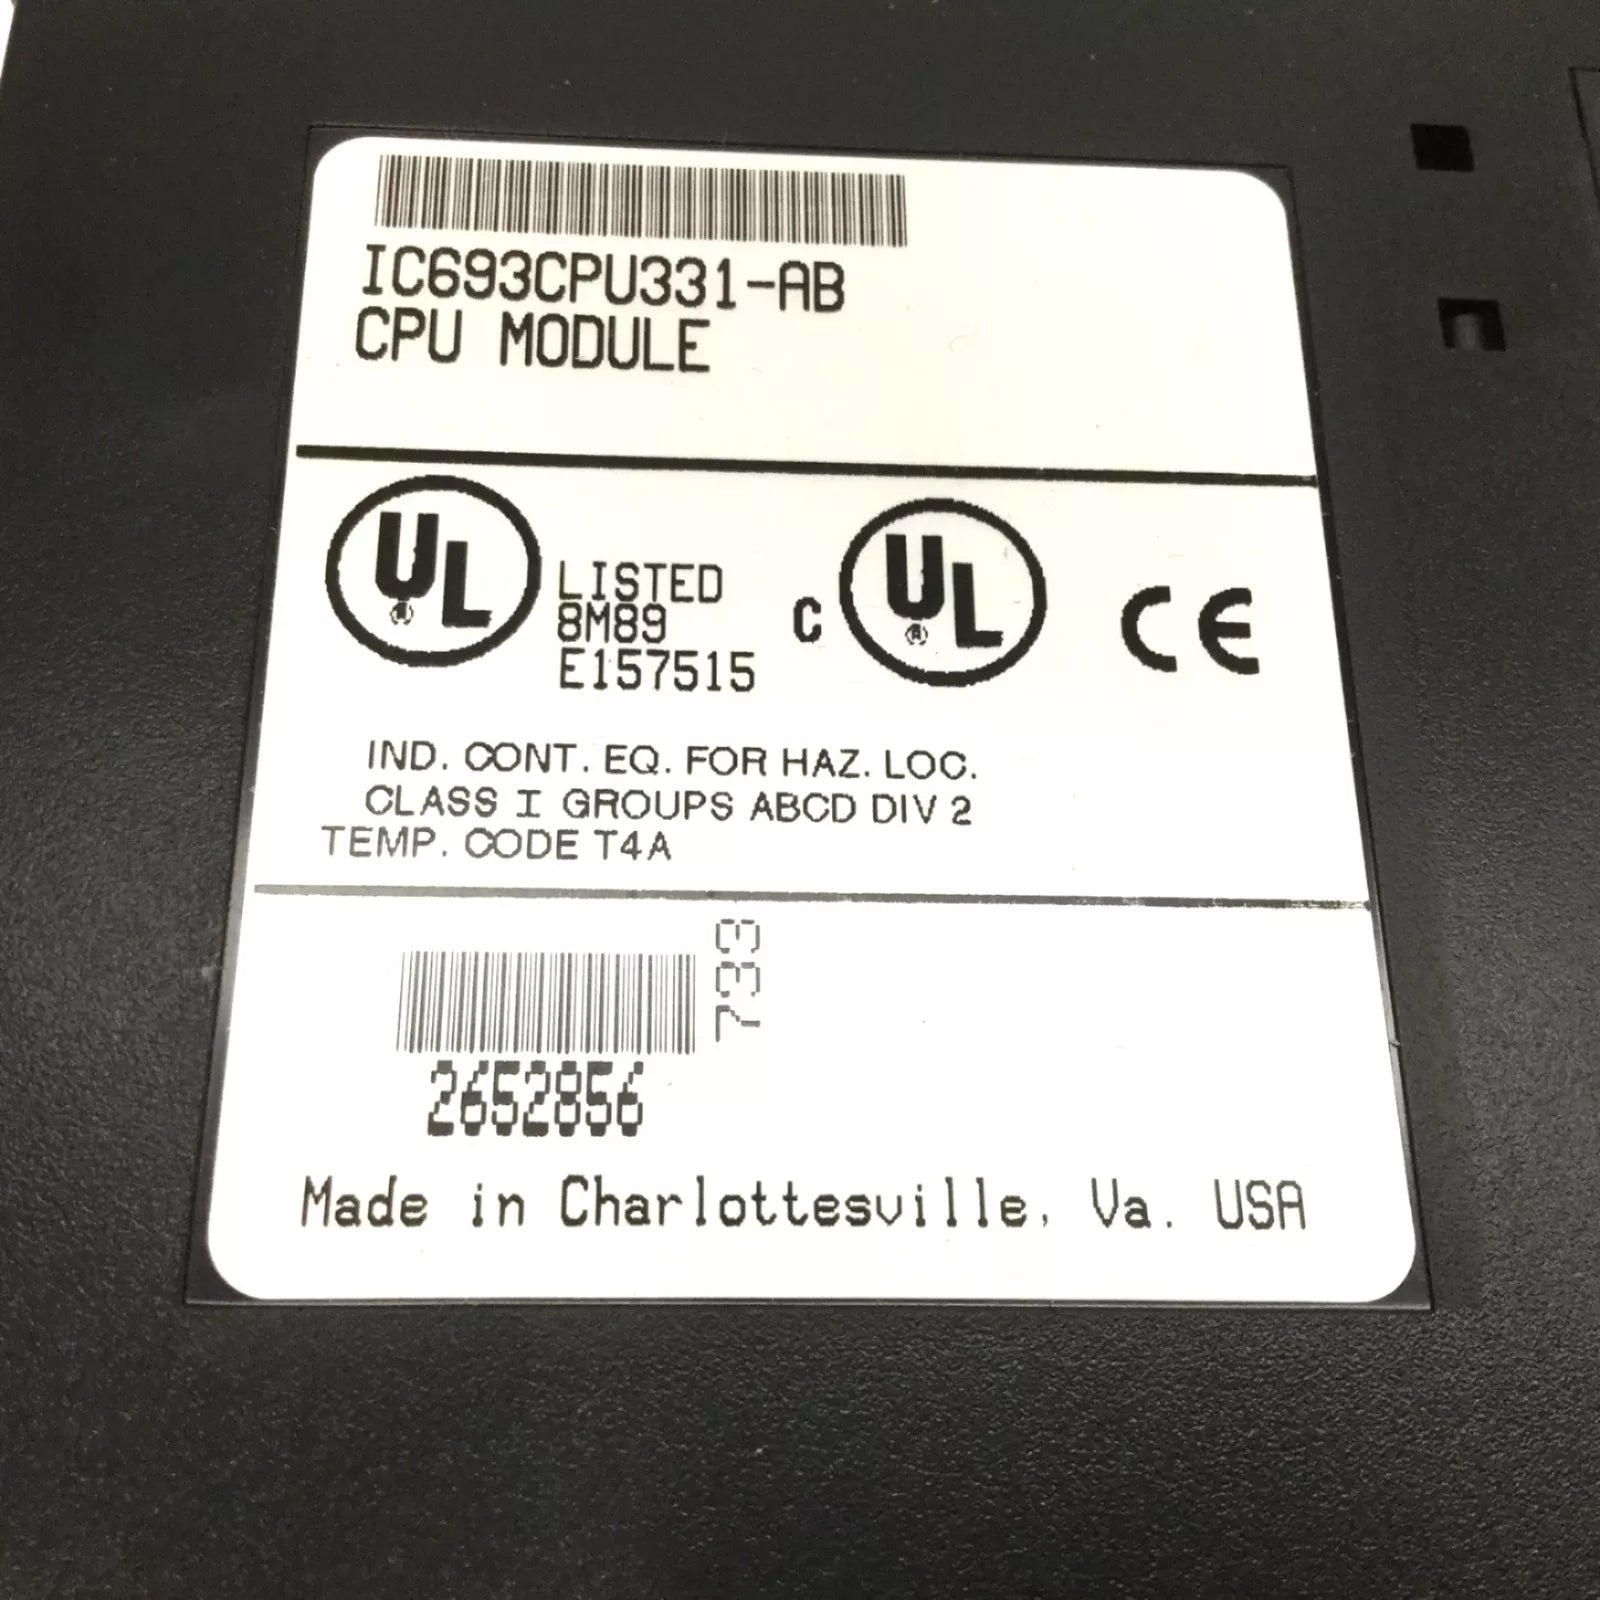 IC693CPU331-AB
CPU MODULE
UL LISTED
8M89
E157515
C UL CE
IND. CONT. EQ. FOR HAZ. LOC.
CLASS I GROUPS ABCD DIV 2
TEMP. CODE T4A
733
2652856
Made in Charlottesville, Va. USA